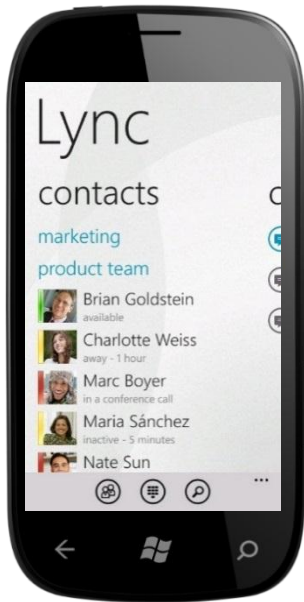 Lync
contacts
marketing
product team
Brian Goldstein
available
Charlotte Weiss
away - 1 hour
Marc Boyer
in a conference call
Maria Sánchez
inactive - 5 minutes
Nate Sun